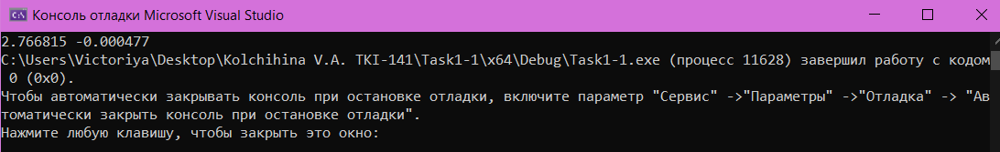 Консоль отладки Microsoft Visual Studio
2.766815 -0.000477
C:\Users\Victoriya\Desktop\Kolchihina V.A. TKI-141\Task1-1\x64\Debug\Task1-1.exe (процесс 11628) завершил работу с кодом
 0 (0x0).
Чтобы автоматически закрывать консоль при остановке отладки, включите параметр "Сервис" ->"Параметры" ->"Отладка" -> "Ав
томатически закрыть консоль при остановке отладки".
Нажмите любую клавишу, чтобы закрыть это окно: